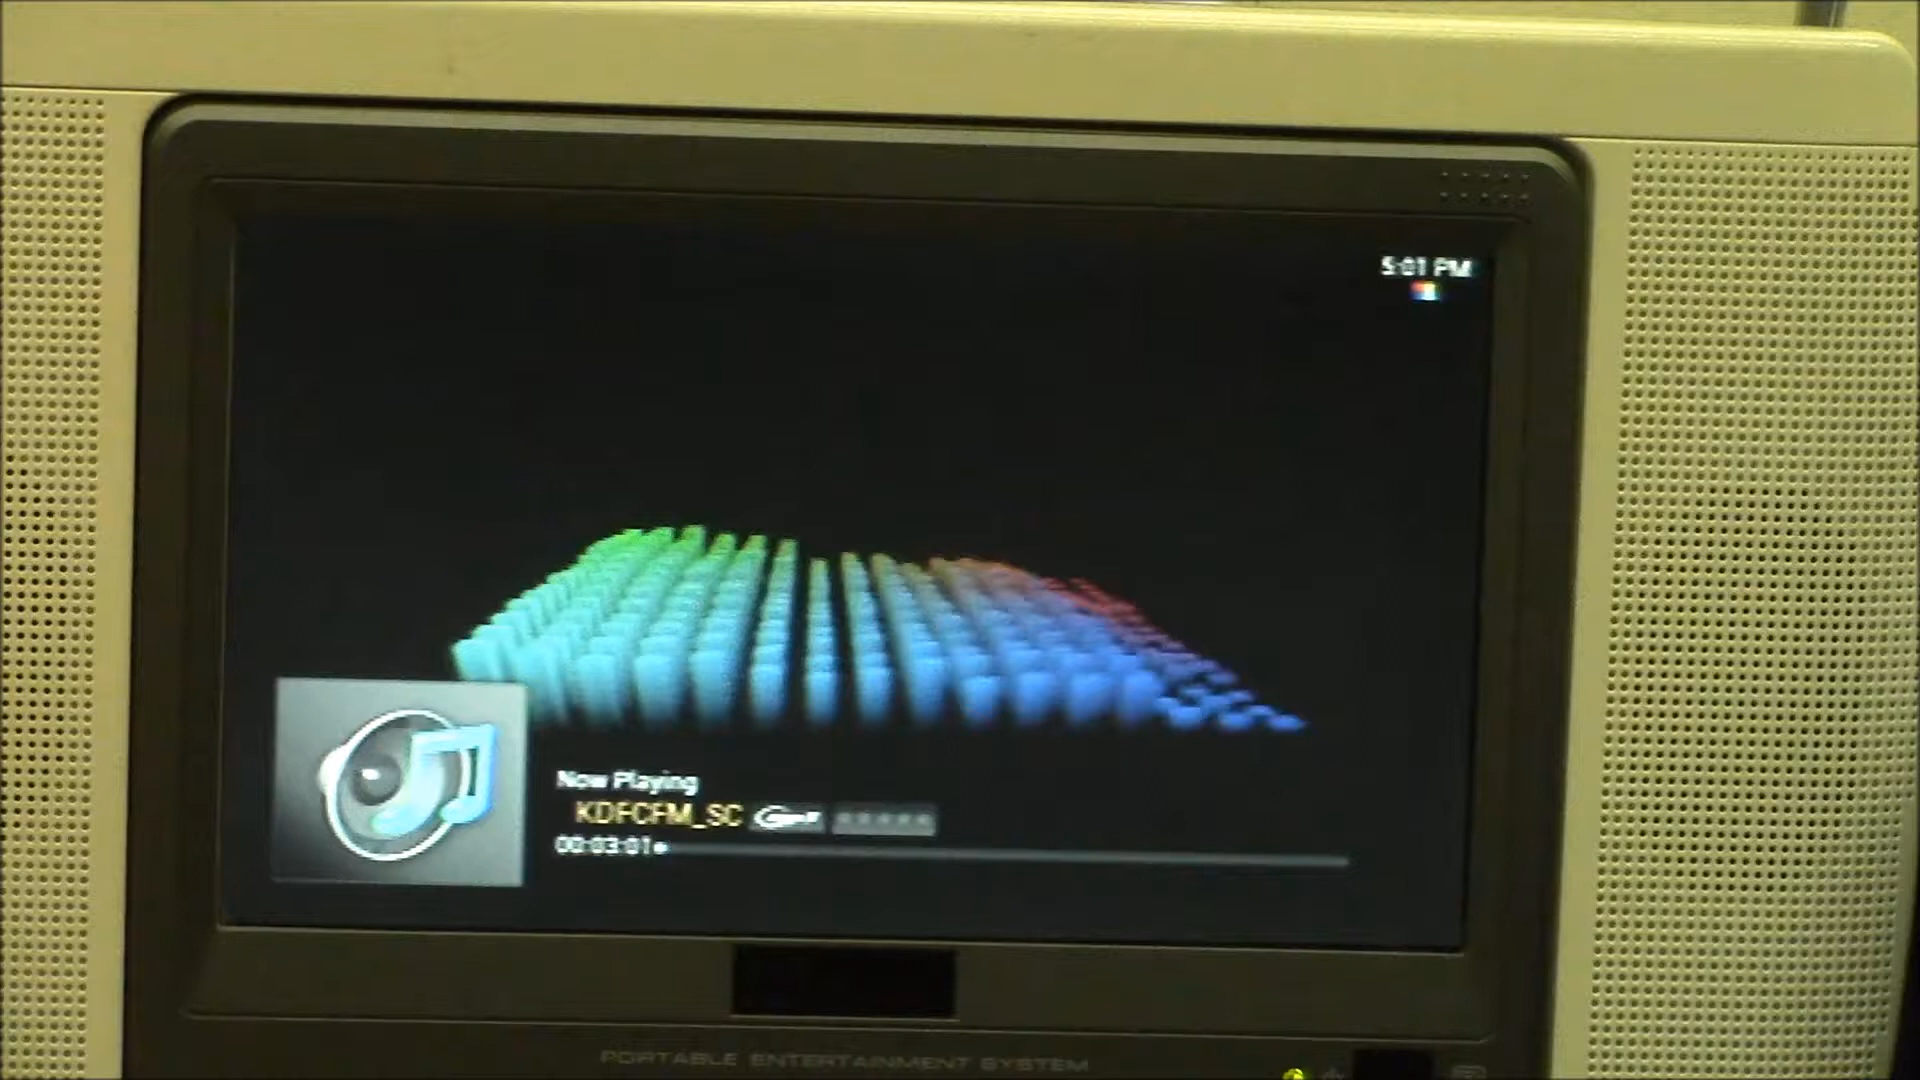 5:01 PM
Now Playing
KDFCFM_SC
00:03:01
PORTABLE ENTERTAINMENT SYSTEM